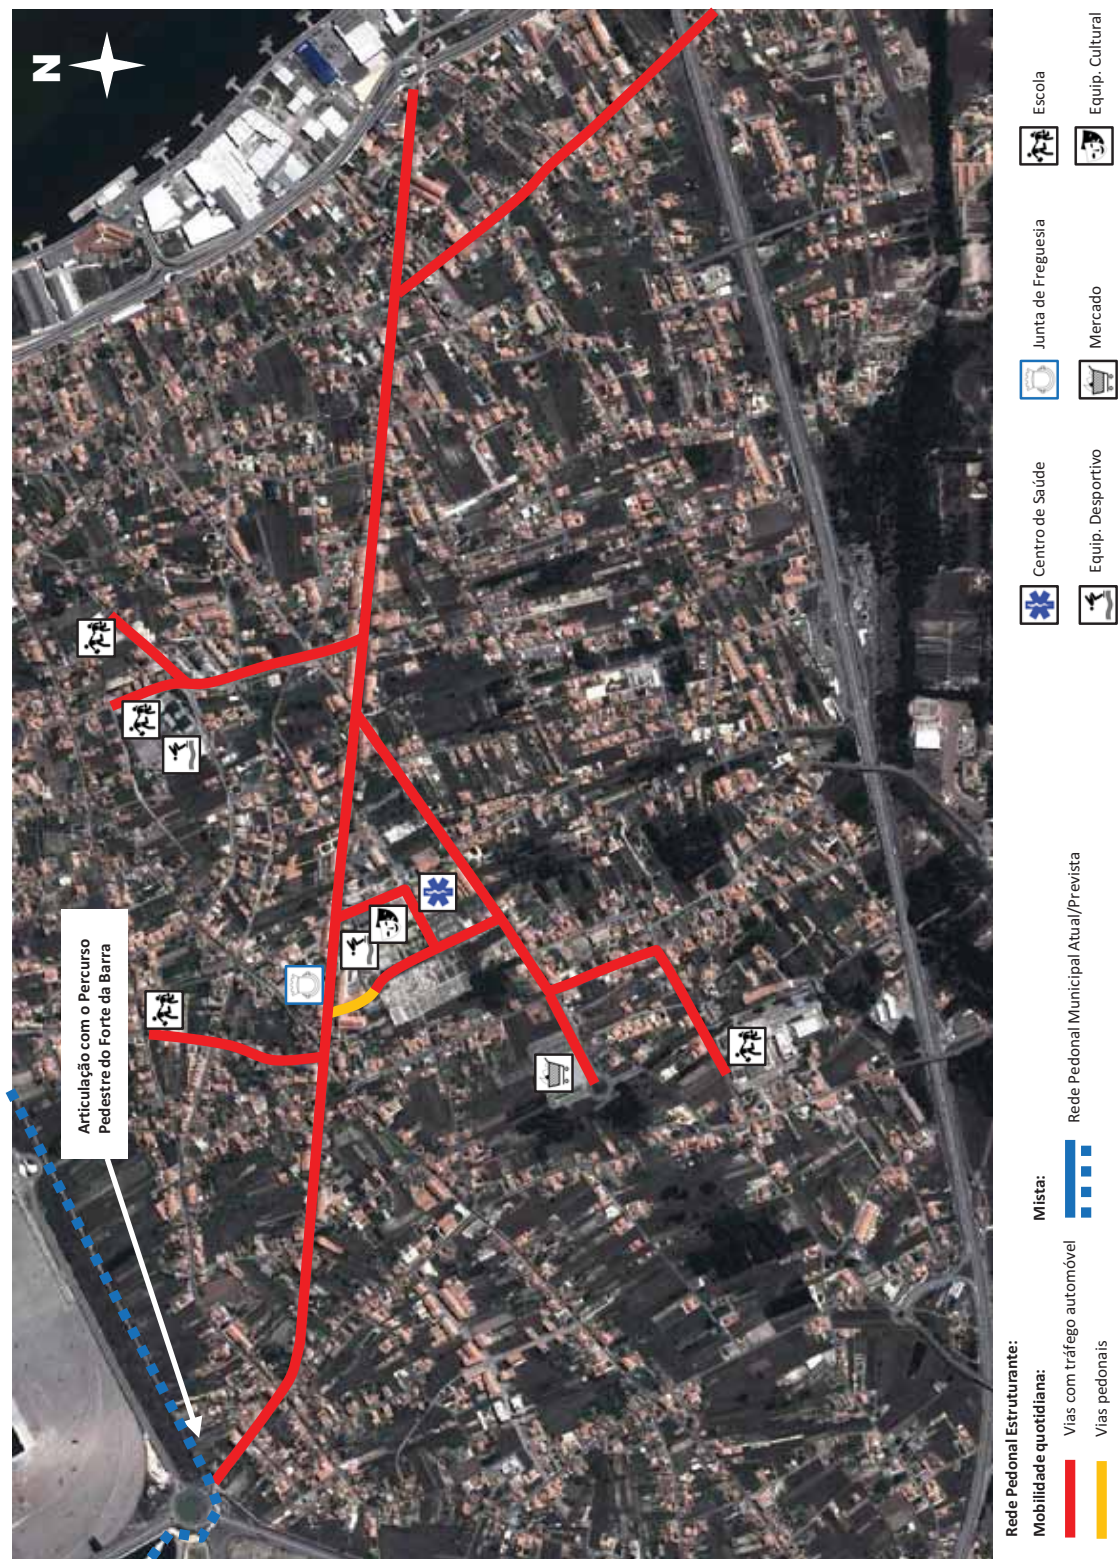 N
Articulação com o Percurso
Pedestre do Forte da Barra
Rede Pedonal Estruturante:
Mobilidade quotidiana:
Vias com tráfego automóvel
Vias pedonais
Mista:
Rede Pedonal Municipal Atual/Prevista
Centro de Saúde
Junta de Freguesia
Escola
Equip. Desportivo
Mercado
Equip. Cultural